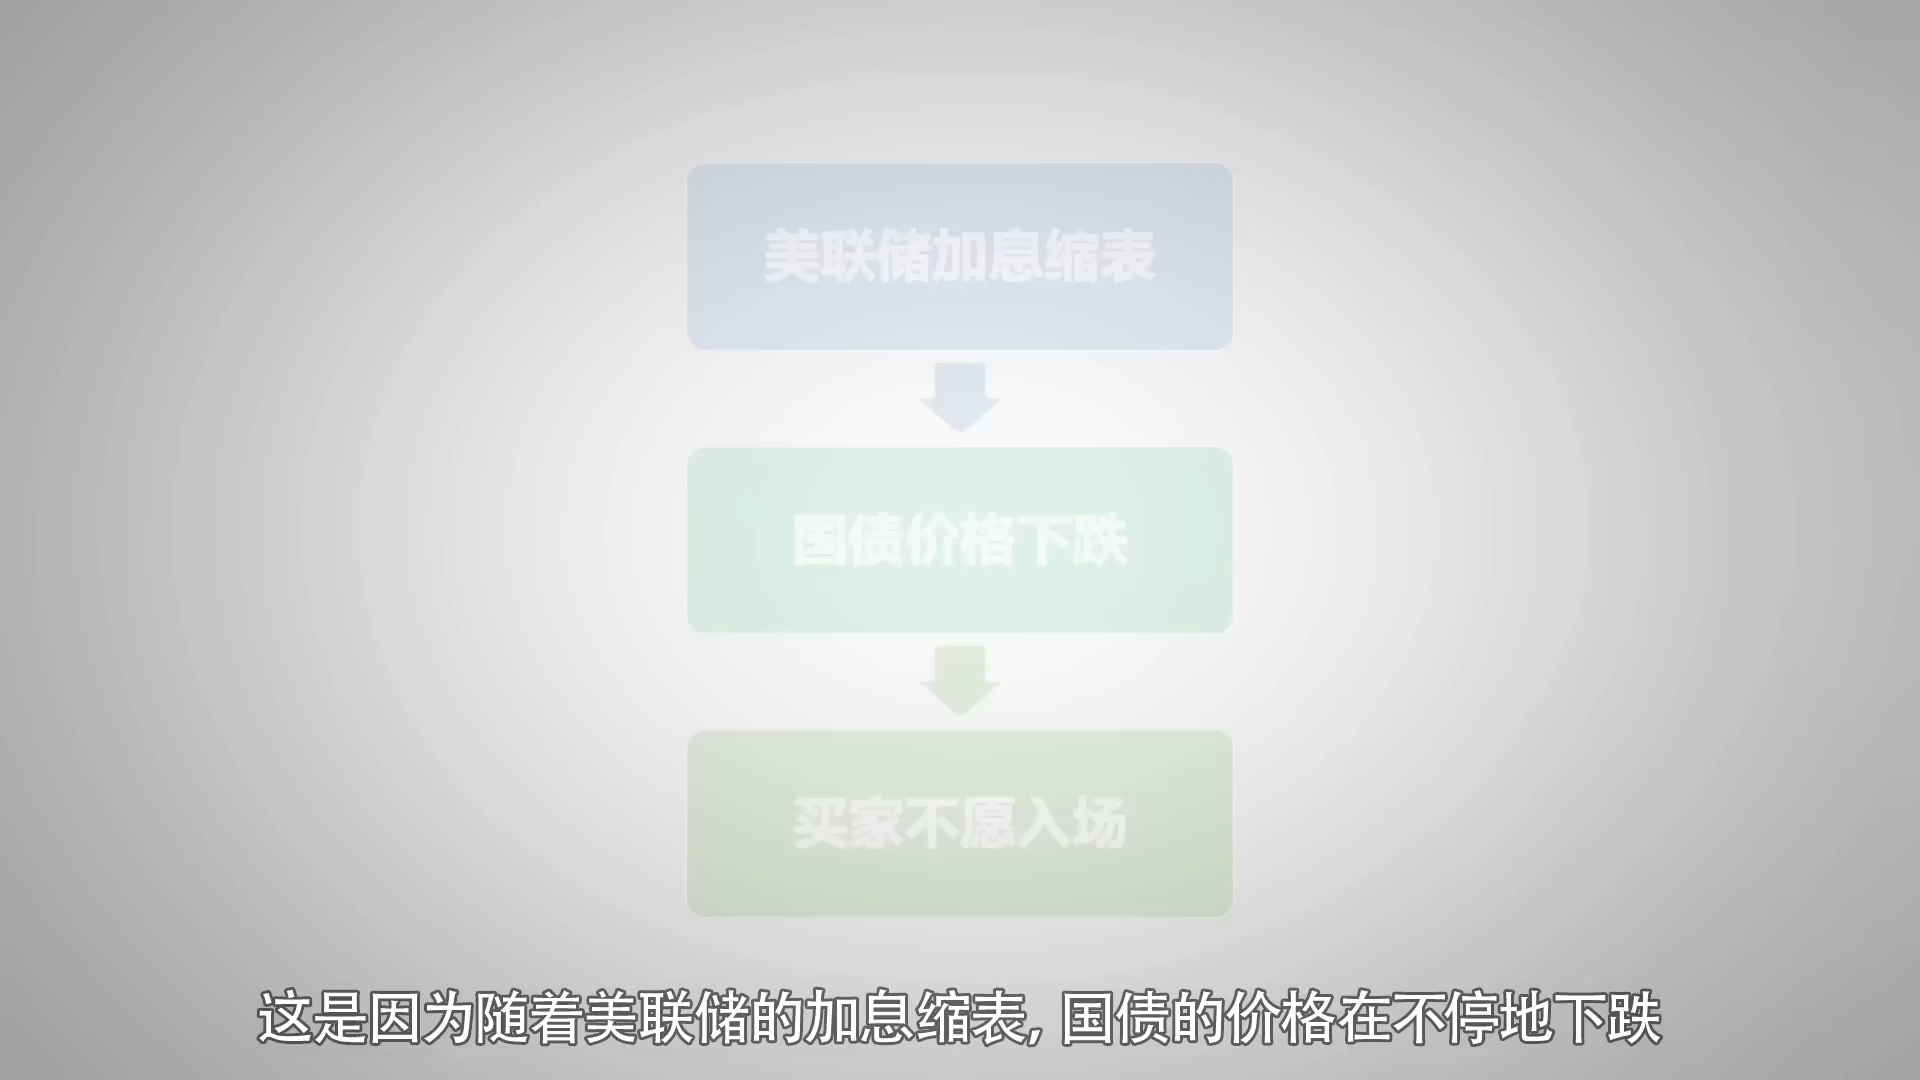 美联储加息缩表
国债价格下跌
买家不愿入场
这是因为随着美联储的加息缩表, 国债的价格在不停地下跌